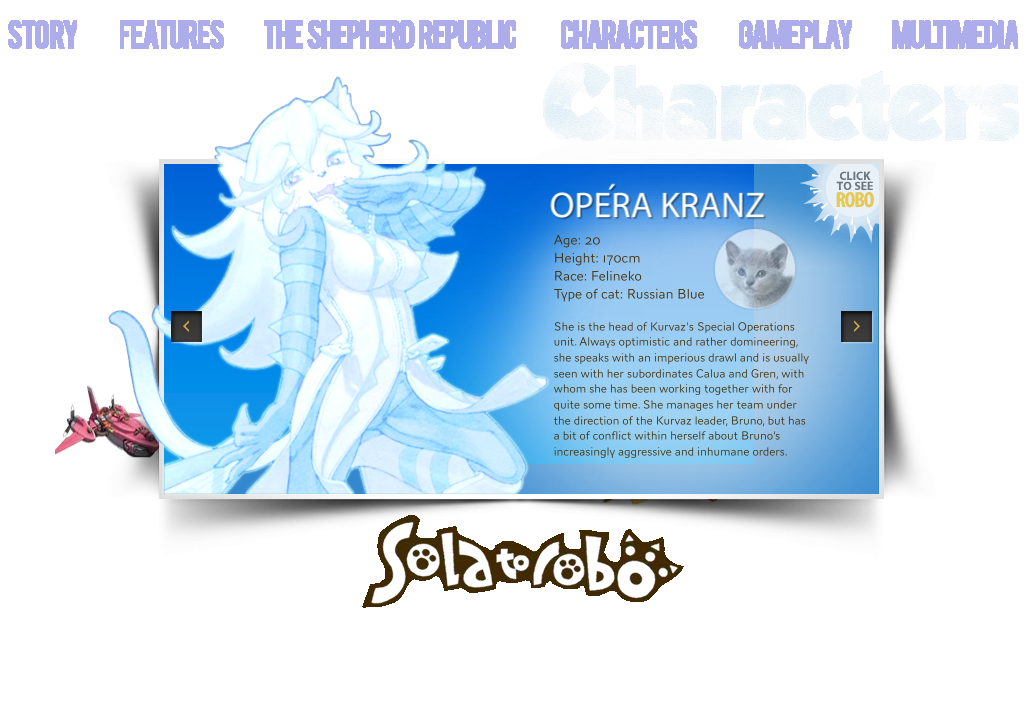 STORY FEATURES THE SHEPHERD REPUBLIC CHARACTERS GAMEPLAY MULTIMEDIA
Characters
CLICK
TO SEE
ROBO
OPÉRA KRANZ
Age: 20
Height: 170cm
Race: Felineko
Type of cat: Russian Blue
She is the head of Kurvaz's Special Operations
unit. Always optimistic and rather domineering,
she speaks with an imperious drawl and is usually
seen with her subordinates Calua and Gren, with
whom she has been working together with for
quite some time. She manages her team under
the direction of the Kurvaz leader, Bruno, but has
a bit of conflict within herself about Bruno's
increasingly aggressive and inhumane orders.
Solatorobo